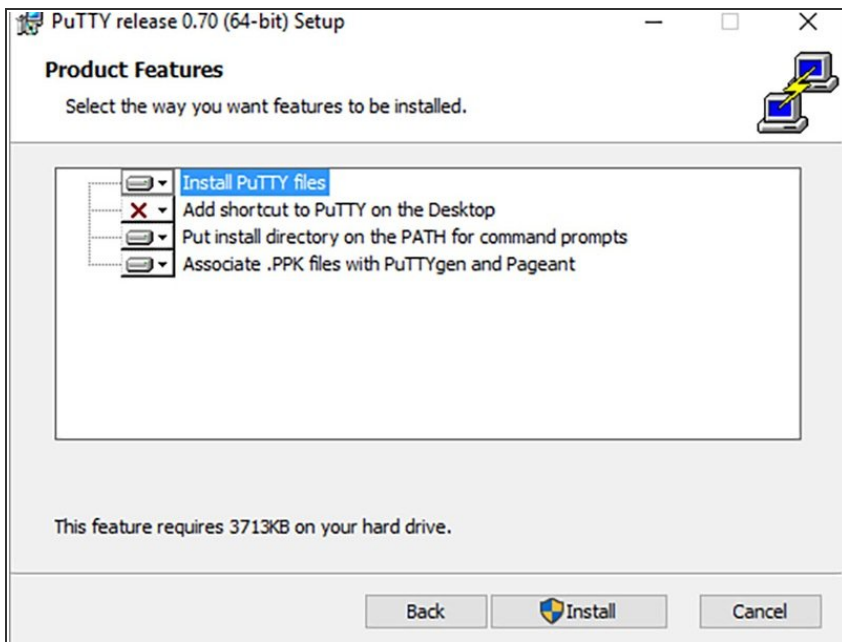 PuTTY release 0.70 (64-bit) Setup
Product Features
Select the way you want features to be installed.
Install PuTTY files
Add shortcut to PuTTY on the Desktop
Put install directory on the PATH for command prompts
Associate .PPK files with PuTTYgen and Pageant
This feature requires 3713KB on your hard drive.
Back Install Cancel